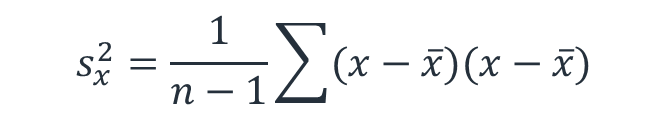 s_x^2 = \frac{1}{n-1} \sum (x - \bar{x})(x - \bar{x})